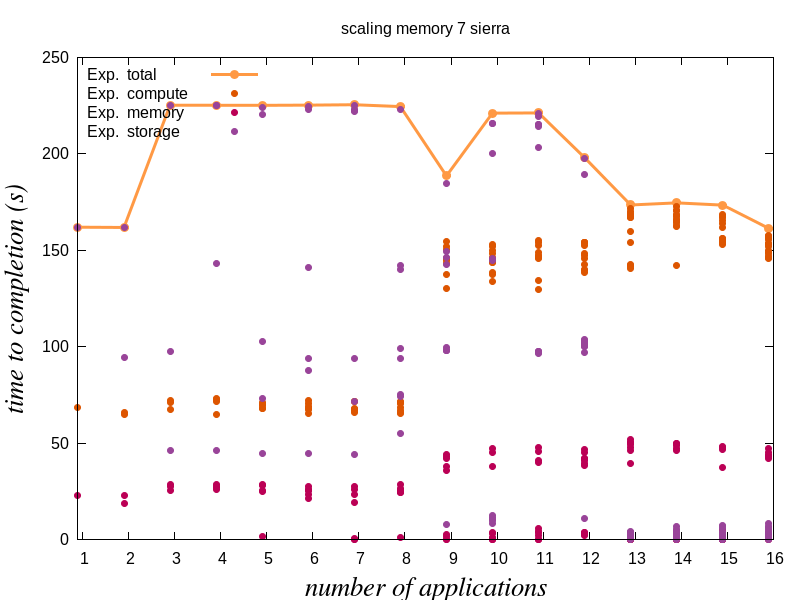 scaling memory 7 sierra
250
200
150
100
50
0
time to completion (s)
Exp. total
Exp. compute
Exp. memory
Exp. storage
1 2 3 4 5 6 7 8 9 10 11 12 13 14 15 16
number of applications